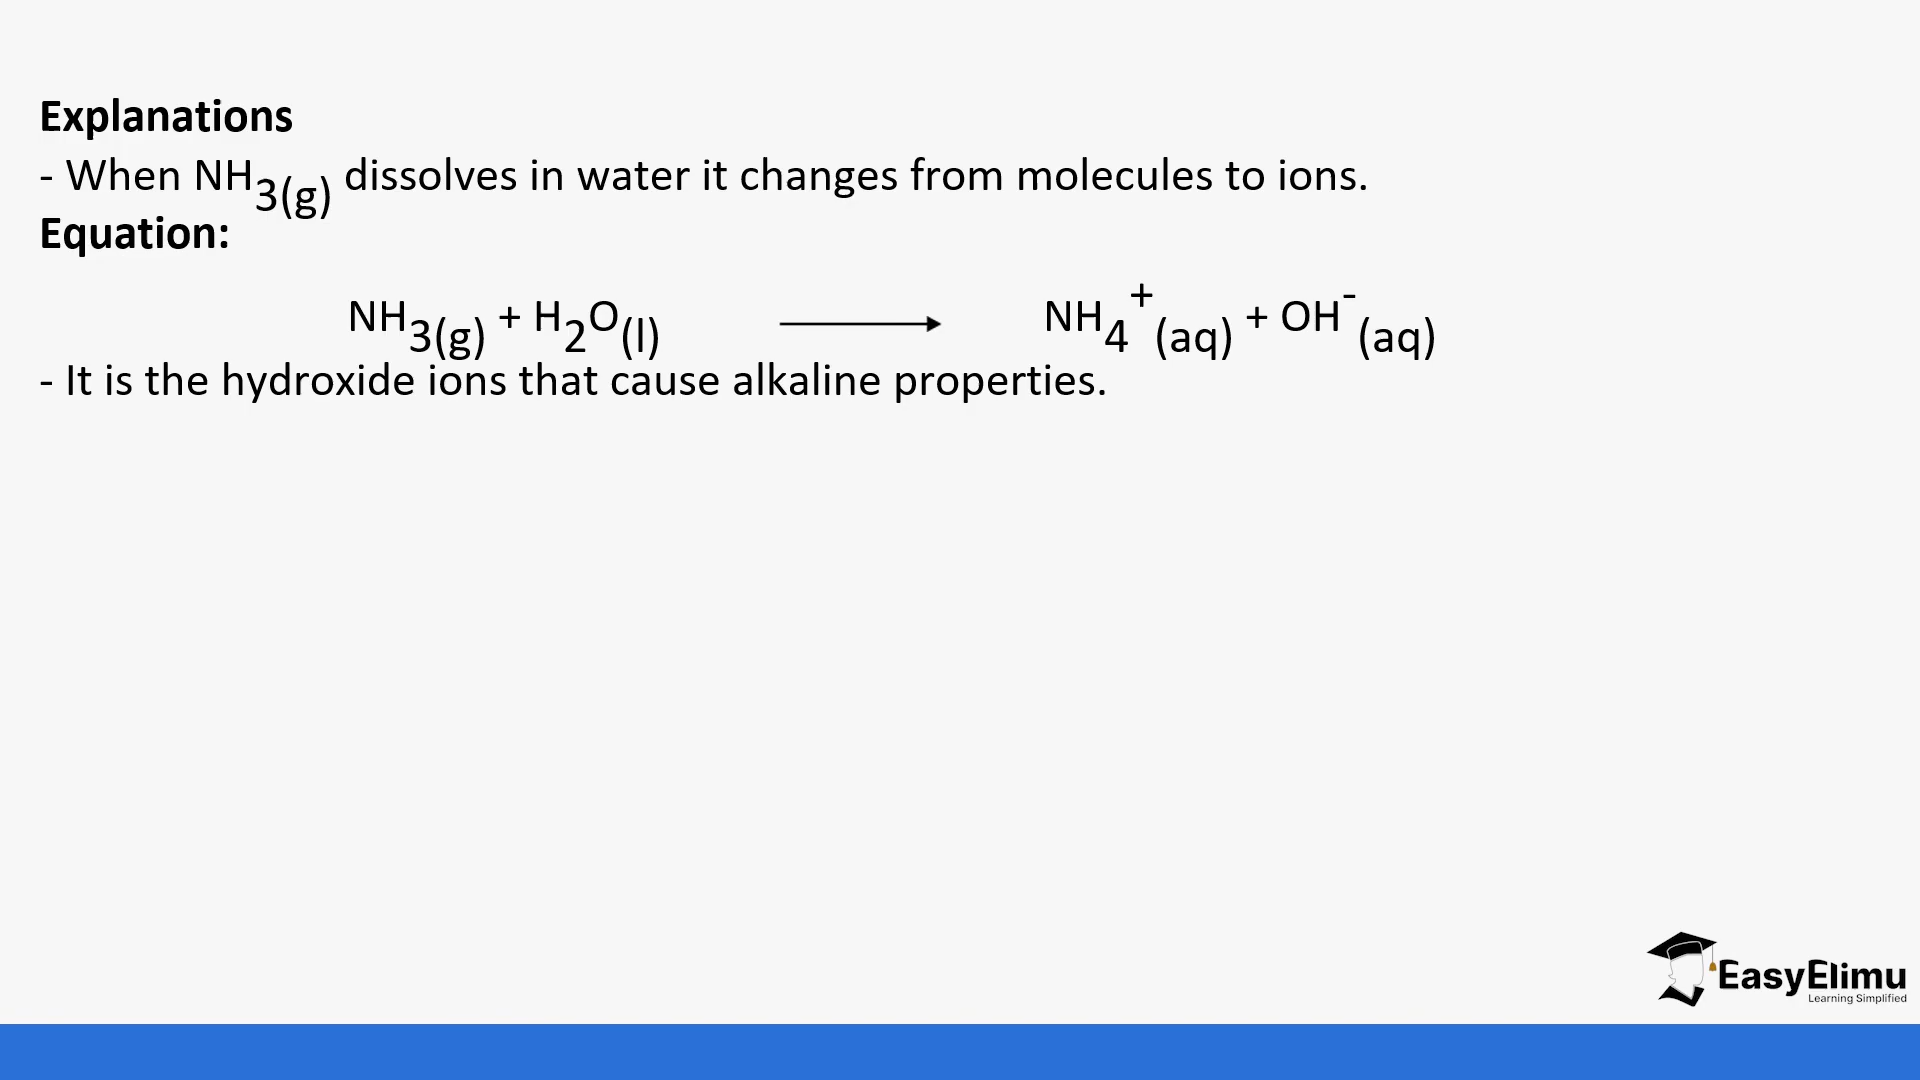 Explanations
- When NH3(g) dissolves in water it changes from molecules to ions.
Equation:
NH3(g) + H2O(l) ⟶ NH4+(aq) + OH-(aq)
- It is the hydroxide ions that cause alkaline properties.
EasyElimu
Learning Simplified